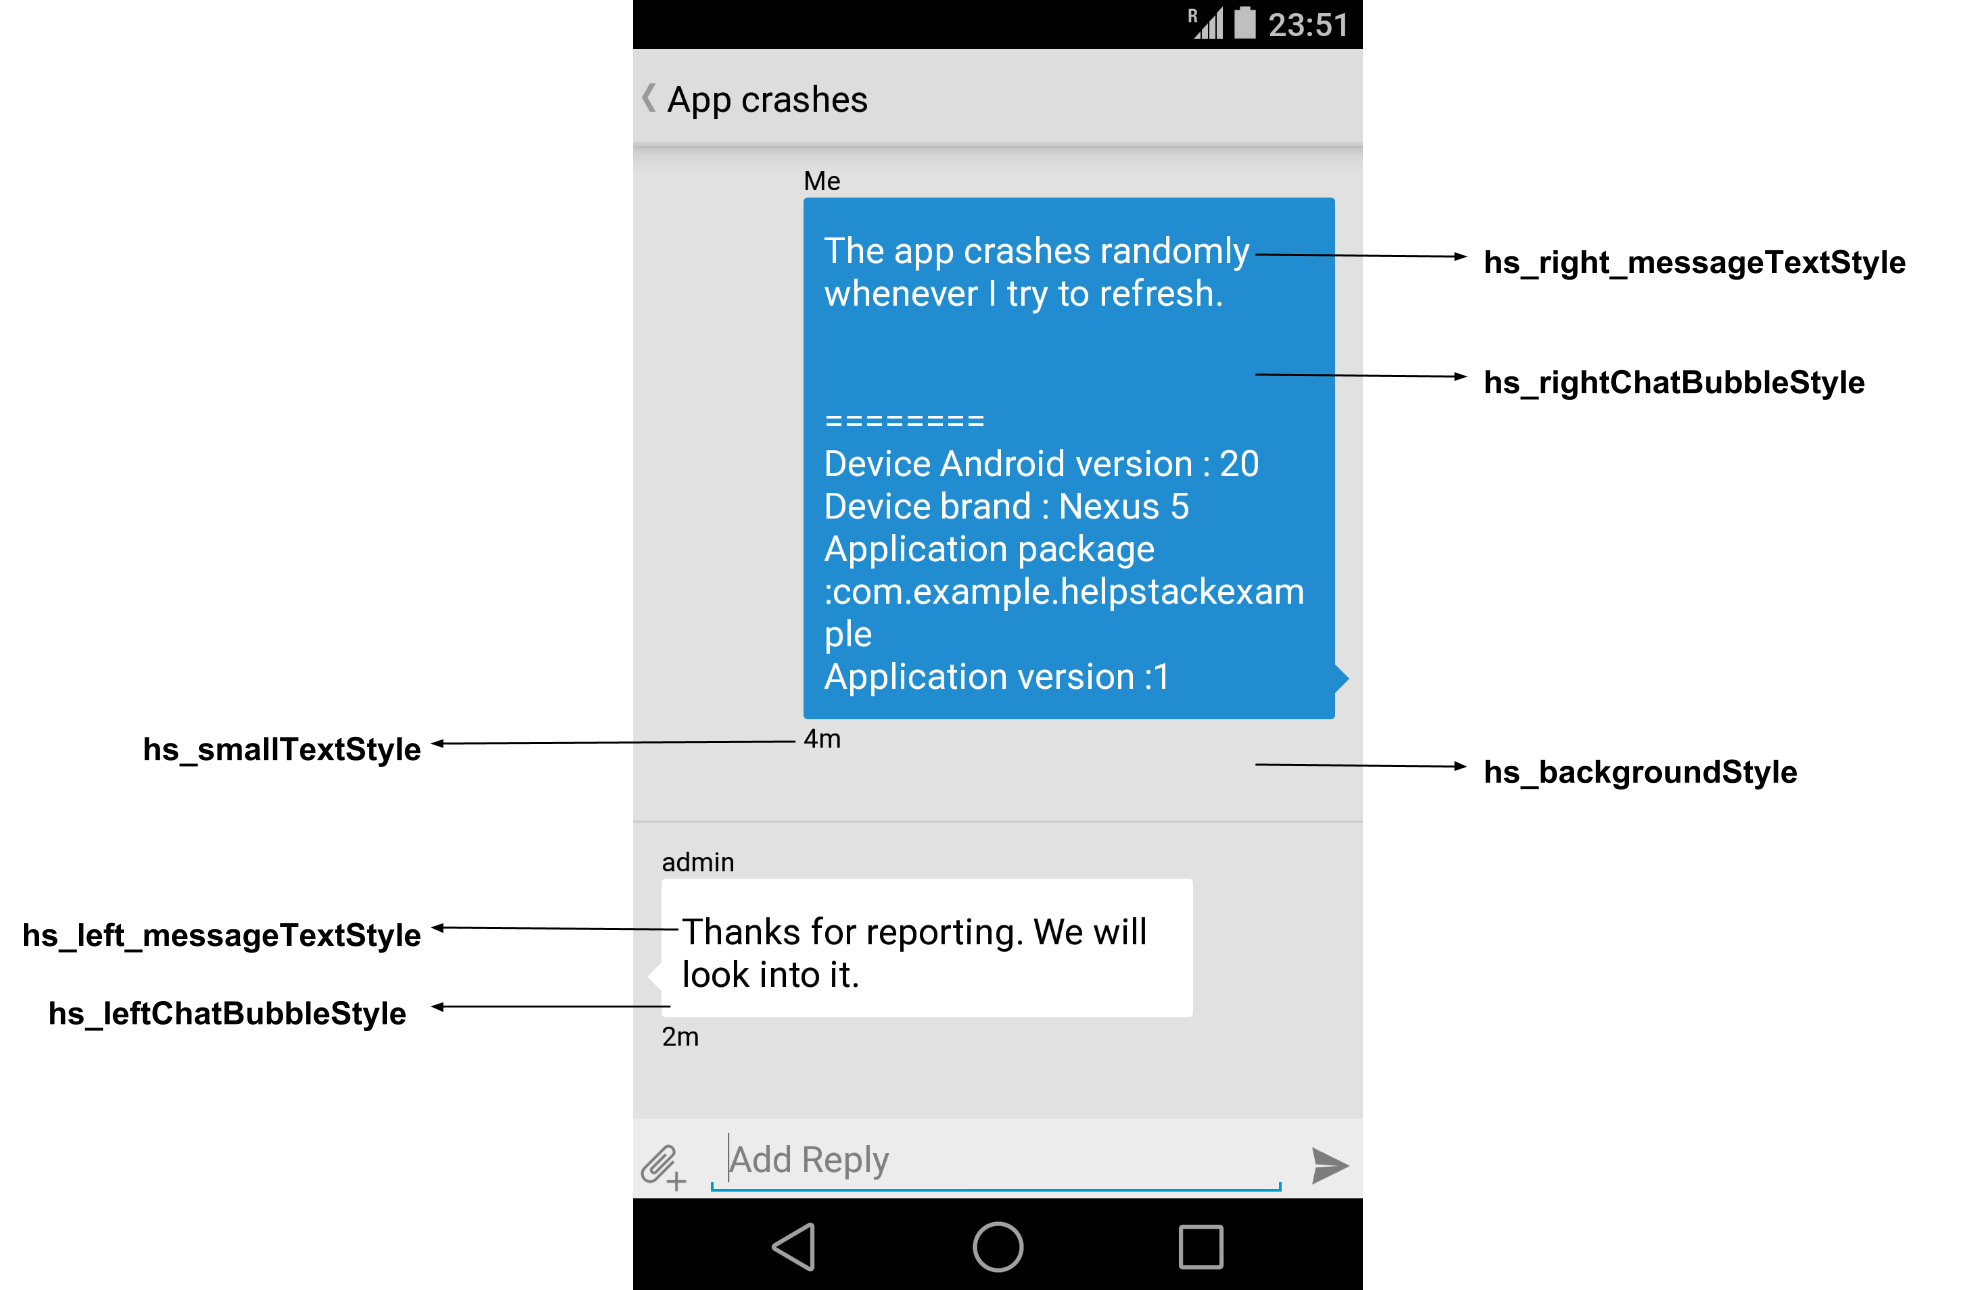 R 23:51
App crashes
Me
The app crashes randomly
whenever I try to refresh.
========
Device Android version : 20
Device brand : Nexus 5
Application package
:com.example.helpstackexam
ple
Application version :1
4m
admin
Thanks for reporting. We will
look into it.
2m
Add Reply
hs_right_messageTextStyle
hs_rightChatBubbleStyle
hs_smallTextStyle
hs_backgroundStyle
hs_left_messageTextStyle
hs_leftChatBubbleStyle